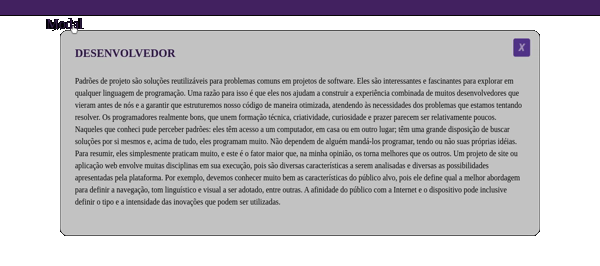 DESENVOLVEDOR
X
Padrões de projeto são soluções reutilizáveis para problemas comuns em projetos de software. Eles são interessantes e fascinantes para explorar em
qualquer linguagem de programação. Uma razão para isso é que eles nos ajudam a construir a experiência combinada de muitos desenvolvedores que
vieram antes de nós e a garantir que estruturemos nosso código de maneira otimizada, atendendo às necessidades dos problemas que estamos tentando
resolver. Os programadores realmente bons, que unem formação técnica, criatividade, curiosidade e prazer parecem ser relativamente poucos.
Naqueles que conheci pude perceber padrões: eles têm acesso a um computador, em casa ou em outro lugar; têm uma grande disposição de buscar
soluções por si mesmos e, acima de tudo, eles programam muito. Não dependem de alguém mandá-los programar, tendo ou não suas próprias idéias.
Para resumir, eles simplesmente praticam muito, e este é o fator maior que, na minha opinião, os torna melhores que os outros. Um projeto de site ou
aplicação web envolve muitas disciplinas em sua execução, pois são diversas as características a serem analisadas e diversas as possibilidades
apresentadas pela plataforma. Por exemplo, devemos conhecer muito bem as características do público alvo, pois ele define qual a melhor abordagem
para definir a navegação, tom linguístico e visual a ser adotado, entre outras. A afinidade do público com a Internet e o dispositivo pode inclusive
definir o tipo e a intensidade das inovações que podem ser utilizadas.